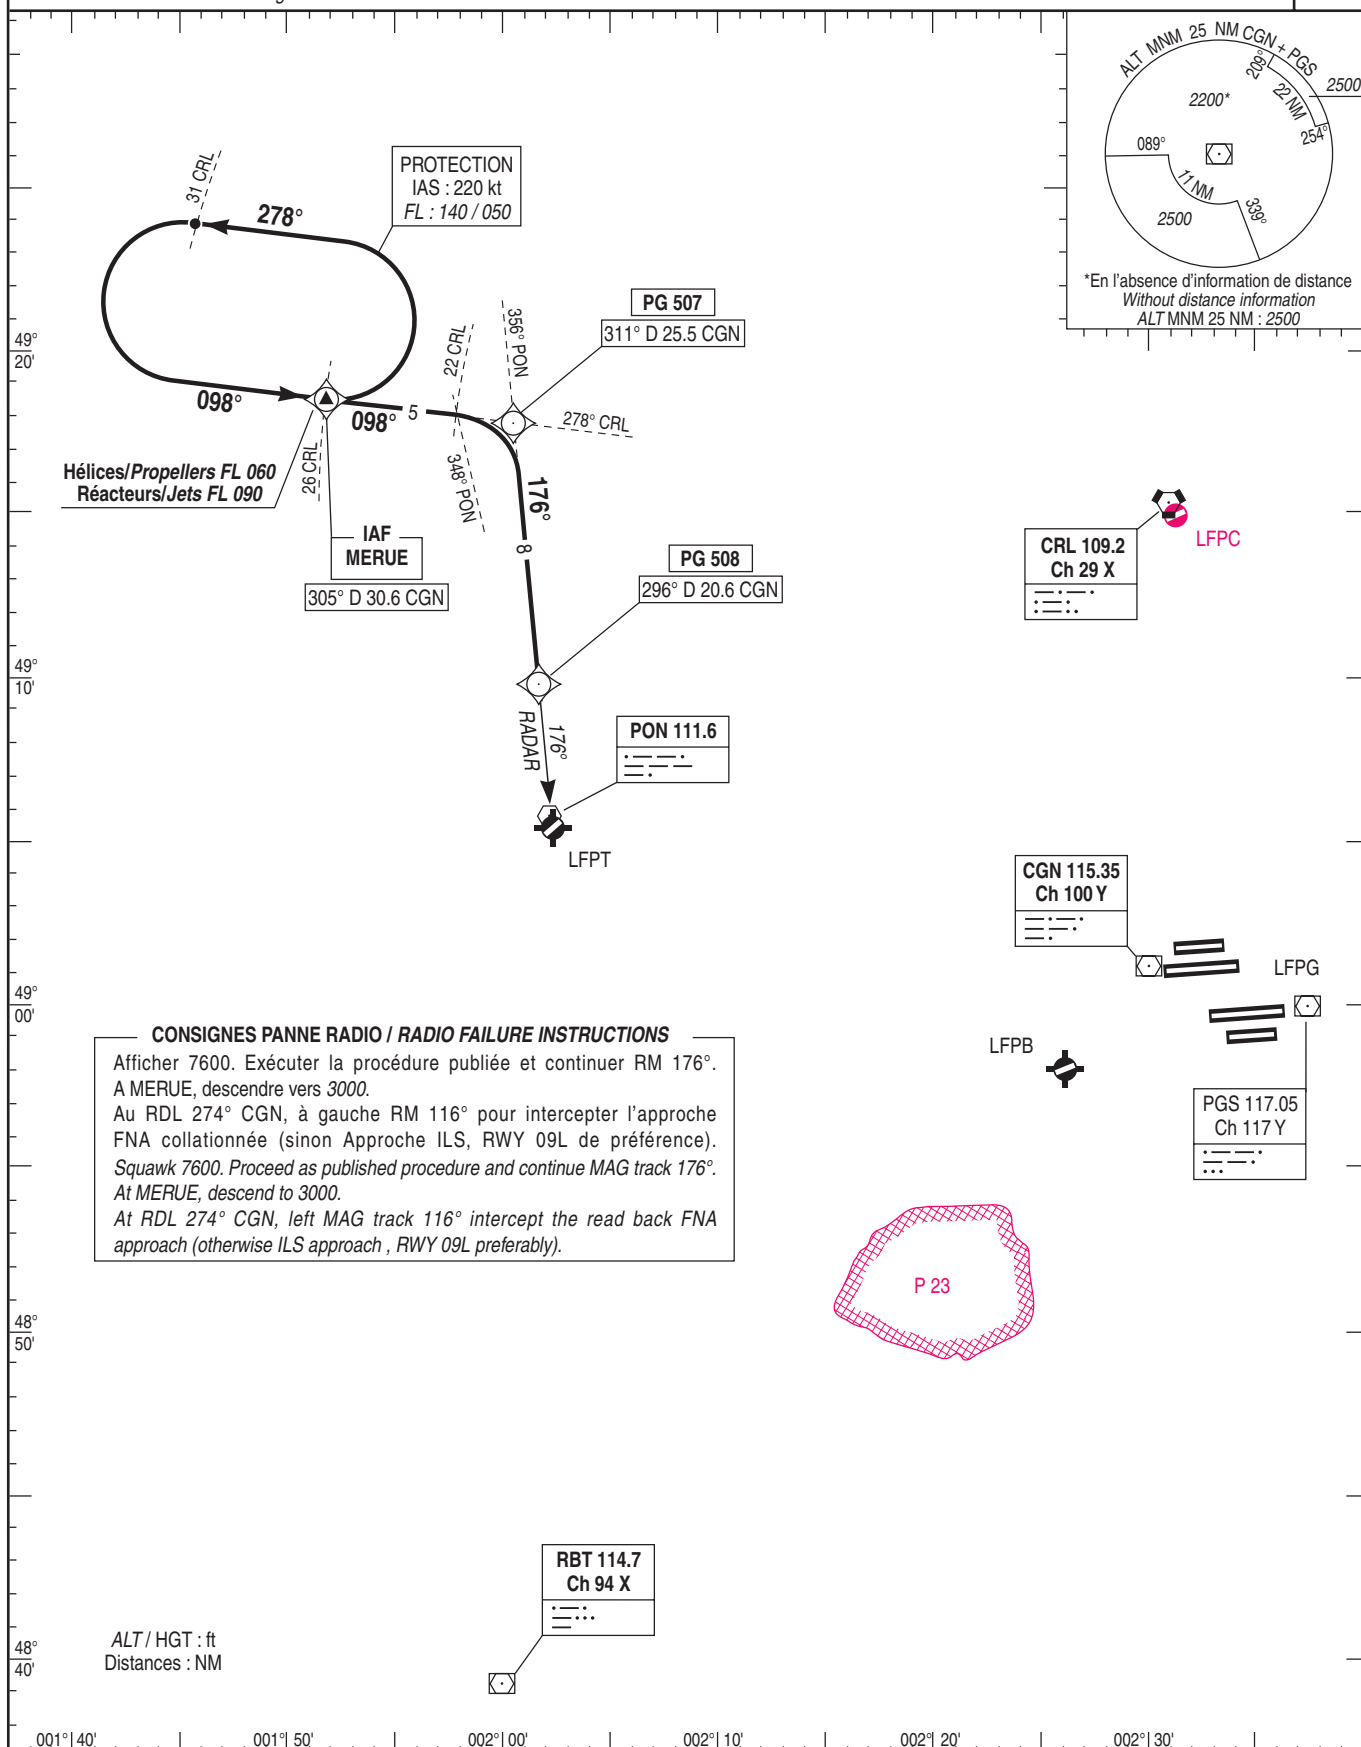 ALT MNM 25 NM CGN + PGS
209°
22 NM
2500
254°
2200*
089°
11 NM
339°
2500
*En l'absence d'information de distance
Without distance information
ALT MNM 25 NM : 2500
31 CRL
278°
PROTECTION
IAS : 220 kt
FL : 140 / 050
PG 507
311° D 25.5 CGN
356° PON
22 CRL
49°
20'
098°
098°
5
278° CRL
348° PON
26 CRL
Hélices/Propellers FL 060
Réacteurs/Jets FL 090
176°
8
IAF
MERUE
305° D 30.6 CGN
PG 508
296° D 20.6 CGN
CRL 109.2
Ch 29 X
LFPC
49°
10'
RADAR
176°
PON 111.6
LFPT
CGN 115.35
Ch 100 Y
LFPG
49°
00'
LFPB
PGS 117.05
Ch 117 Y
CONSIGNES PANNE RADIO / RADIO FAILURE INSTRUCTIONS
Afficher 7600. Exécuter la procédure publiée et continuer RM 176°.
A MERUE, descendre vers 3000.
Au RDL 274° CGN, à gauche RM 116° pour intercepter l'approche
FNA collationnée (sinon Approche ILS, RWY 09L de préférence).
Squawk 7600. Proceed as published procedure and continue MAG track 176°.
At MERUE, descend to 3000.
At RDL 274° CGN, left MAG track 116° intercept the read back FNA
approach (otherwise ILS approach , RWY 09L preferably).
P 23
48°
50'
RBT 114.7
Ch 94 X
ALT / HGT : ft
Distances : NM
48°
40'
001° 40'
001° 50'
002° 00'
002° 10'
002° 20'
002° 30'